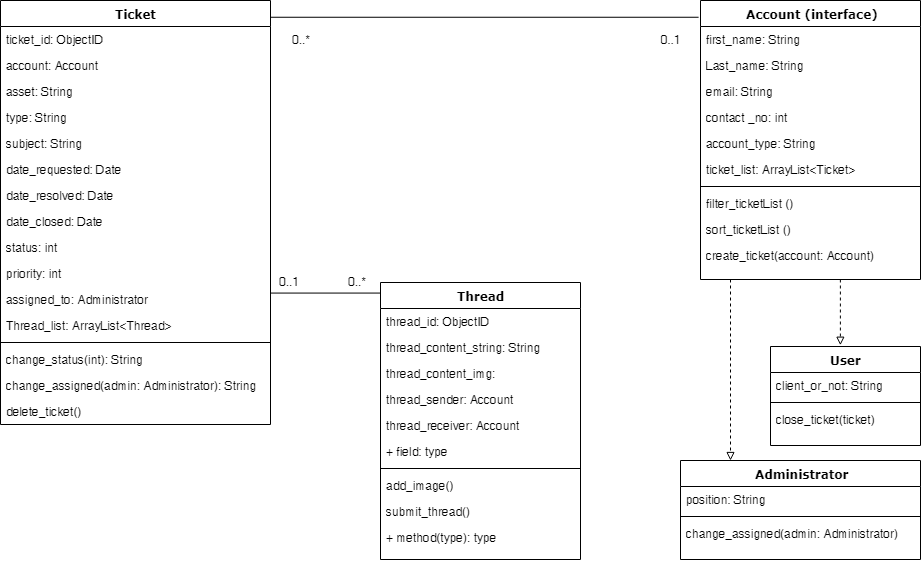 Ticket
ticket_id: ObjectID
account: Account
asset: String
type: String
subject: String
date_requested: Date
date_resolved: Date
date_closed: Date
status: int
priority: int
assigned_to: Administrator
Thread_list: ArrayList<Thread>
change_status(int): String
change_assigned(admin: Administrator): String
delete_ticket()
0..*
0..1
Account (interface)
first_name: String
Last_name: String
email: String
contact _no: int
account_type: String
ticket_list: ArrayList<Ticket>
filter_ticketList ()
sort_ticketList ()
create_ticket(account: Account)
0..1
0..*
Thread
thread_id: ObjectID
thread_content_string: String
thread_content_img:
thread_sender: Account
thread_receiver: Account
+ field: type
add_image()
submit_thread()
+ method(type): type
User
client_or_not: String
close_ticket(ticket)
Administrator
position: String
change_assigned(admin: Administrator)